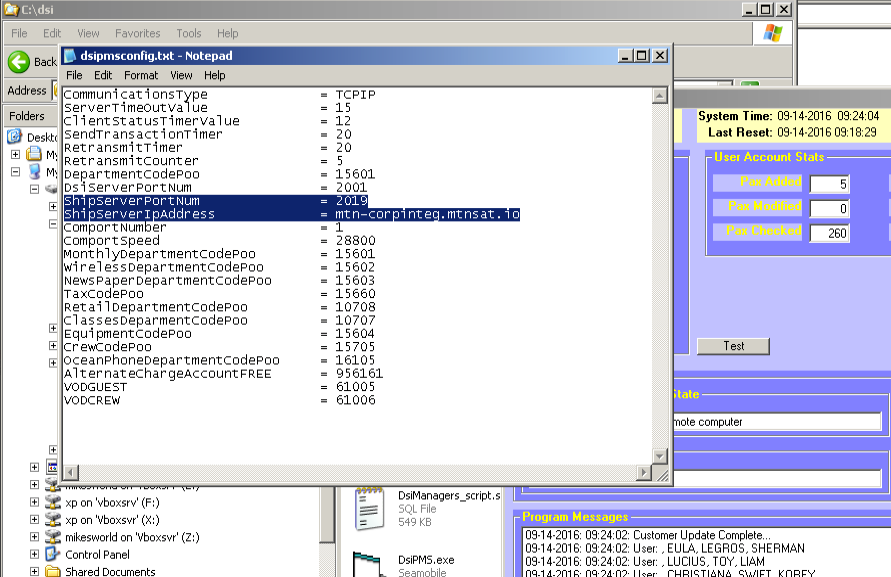 C:\dsi
File Edit View Favorites Tools Help
Back
Address
Folders
dsipmsconfig.txt - Notepad
File Edit Format View Help
CommunicationsType = TCPIP
ServerTimeOutValue = 15
ClientStatusTimerValue = 12
SendTransactionTimer = 20
RetransmitTimer = 20
RetransmitCounter = 5
DepartmentCodePoo = 15601
DsiServerPortNum = 2001
ShipServerPortNum = 2019
ShipServerIpAddress = mtn-corpinteg.mtnsat.io
ComportNumber = 1
ComportSpeed = 28800
MonthlyDepartmentCodePoo = 15601
WirelessDepartmentCodePoo = 15602
NewsPaperDepartmentCodePoo = 15603
TaxCodePoo = 15660
RetailDepartmentCodePoo = 10708
ClassesDeparmentCodePoo = 10707
EquipmentCodePoo = 15604
CrewCodePoo = 15705
OceanPhoneDepartmentCodePoo = 16105
AlternateChargeAccountFREE = 956161
VODGUEST = 61005
VODCREW = 61006
Deskto
My
My
xp on 'vboxsrv' (F:)
xp on 'vboxsvr' (X:)
mikesworld on 'Vboxsvr' (Z:)
Control Panel
Shared Documents
DsiManagers_script.s
SQL File
549 KB
DsiPMS.exe
Seamobile
System Time: 09-14-2016 09:24:04
Last Reset: 09-14-2016 09:18:29
User Account Stats
Pax Added 5
Pax Modified 0
Pax Checked 260
Test
State
mote computer
Program Messages
09-14-2016: 09:24:02: Customer Update Complete...
09-14-2016: 09:24:02: User: , EULA, LEGROS, SHERMAN
09-14-2016: 09:24:02: User: , LUCIUS, TOY, LIAM
09-14-2016: 09:24:02: User: , CHRISTIANA, SWIFT, KOREY